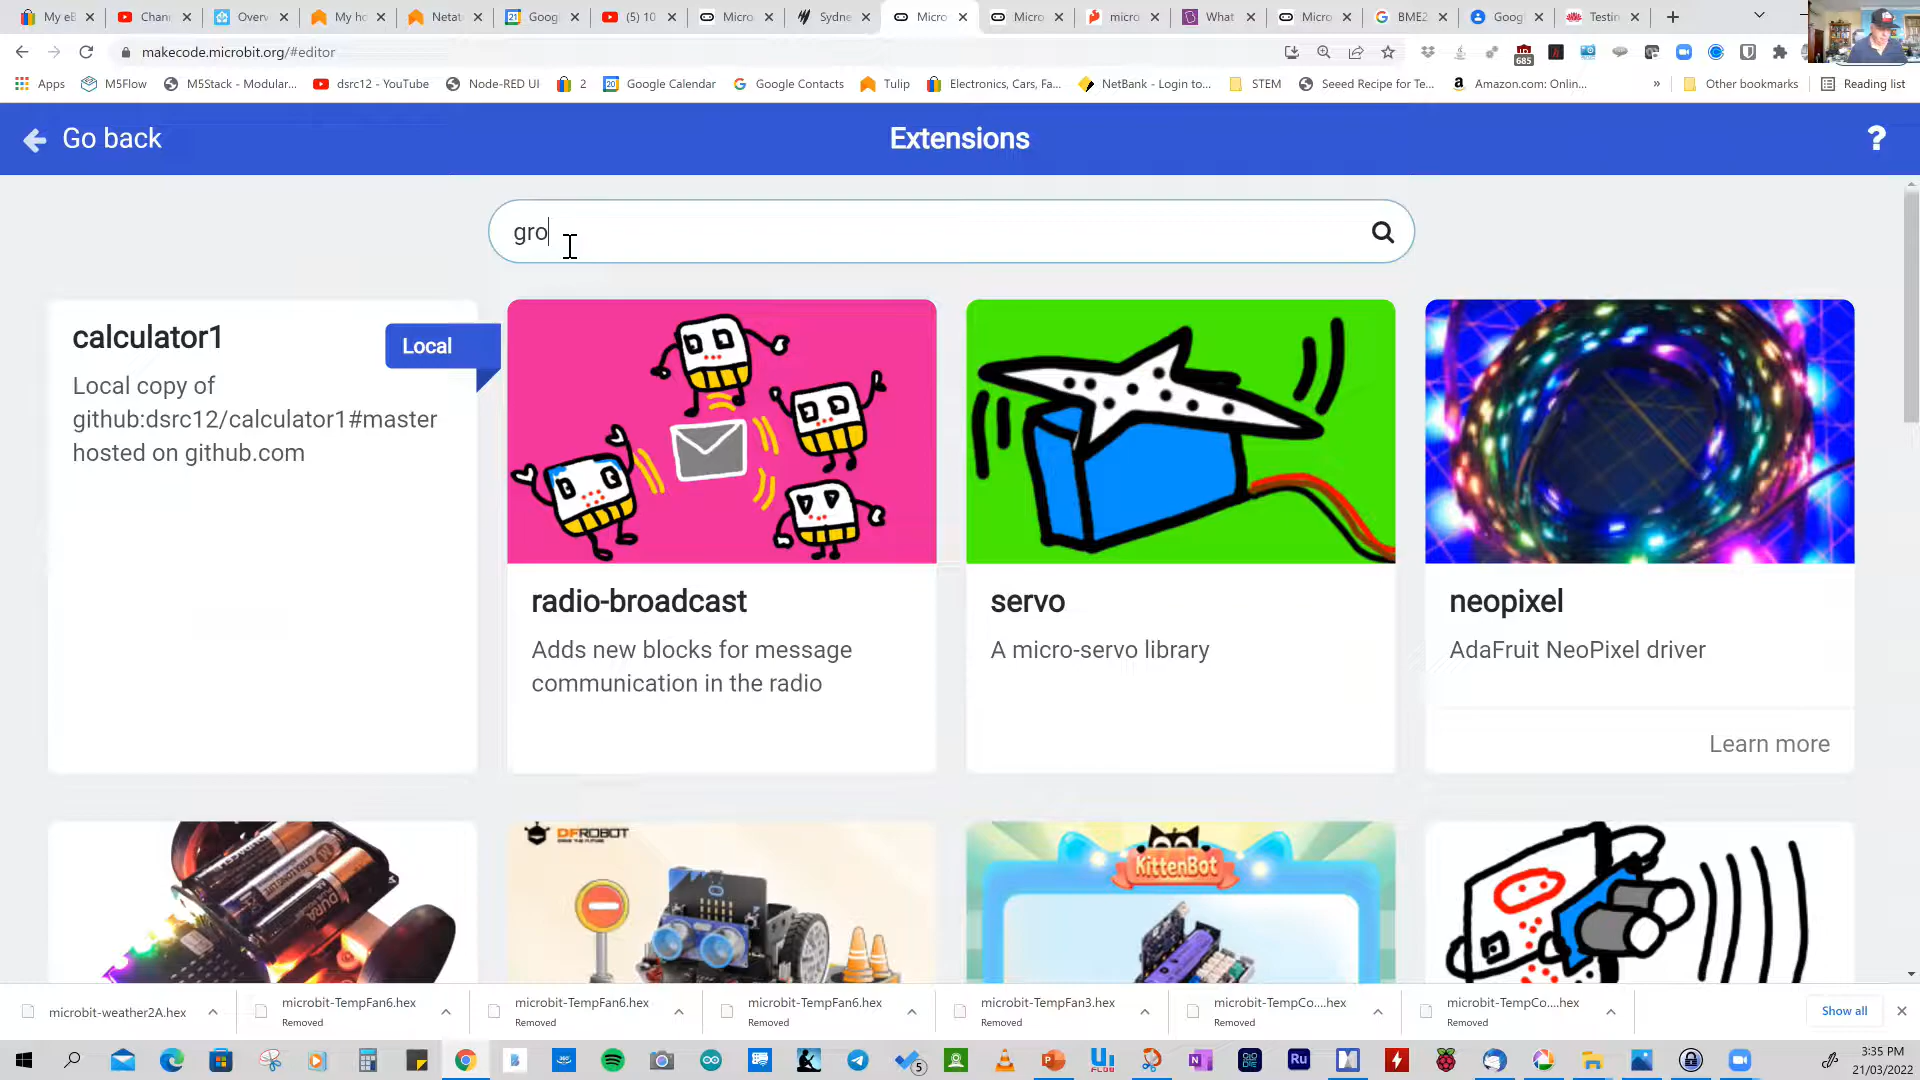 My eB
Chann
Overv
My ho
Netat
Goog
(5) 10
Micro
Sydne
Micro
Micro
micro
What
Micro
BME2
Goog
Testin
makecode.microbit.org/#editor
685
Apps
M5Flow
M5Stack - Modular...
dsrc12 - YouTube
Node-RED UI
2
Google Calendar
Google Contacts
Tulip
Electronics, Cars, Fa...
NetBank - Login to...
STEM
Seeed Recipe for Te...
Amazon.com: Onlin...
»
Other bookmarks
Reading list
Go back
Extensions
?
gro
calculator1
Local
Local copy of
github:dsrc12/calculator1#master
hosted on github.com
radio-broadcast
Adds new blocks for message
communication in the radio
servo
A micro-servo library
neopixel
AdaFruit NeoPixel driver
Learn more
DFROBOT
KittenBot
microbit-weather2A.hex
microbit-TempFan6.hex
Removed
microbit-TempFan6.hex
Removed
microbit-TempFan6.hex
Removed
microbit-TempFan3.hex
Removed
microbit-TempCo....hex
Removed
microbit-TempCo....hex
Removed
Show all
5
Ru
3:35 PM
21/03/2022